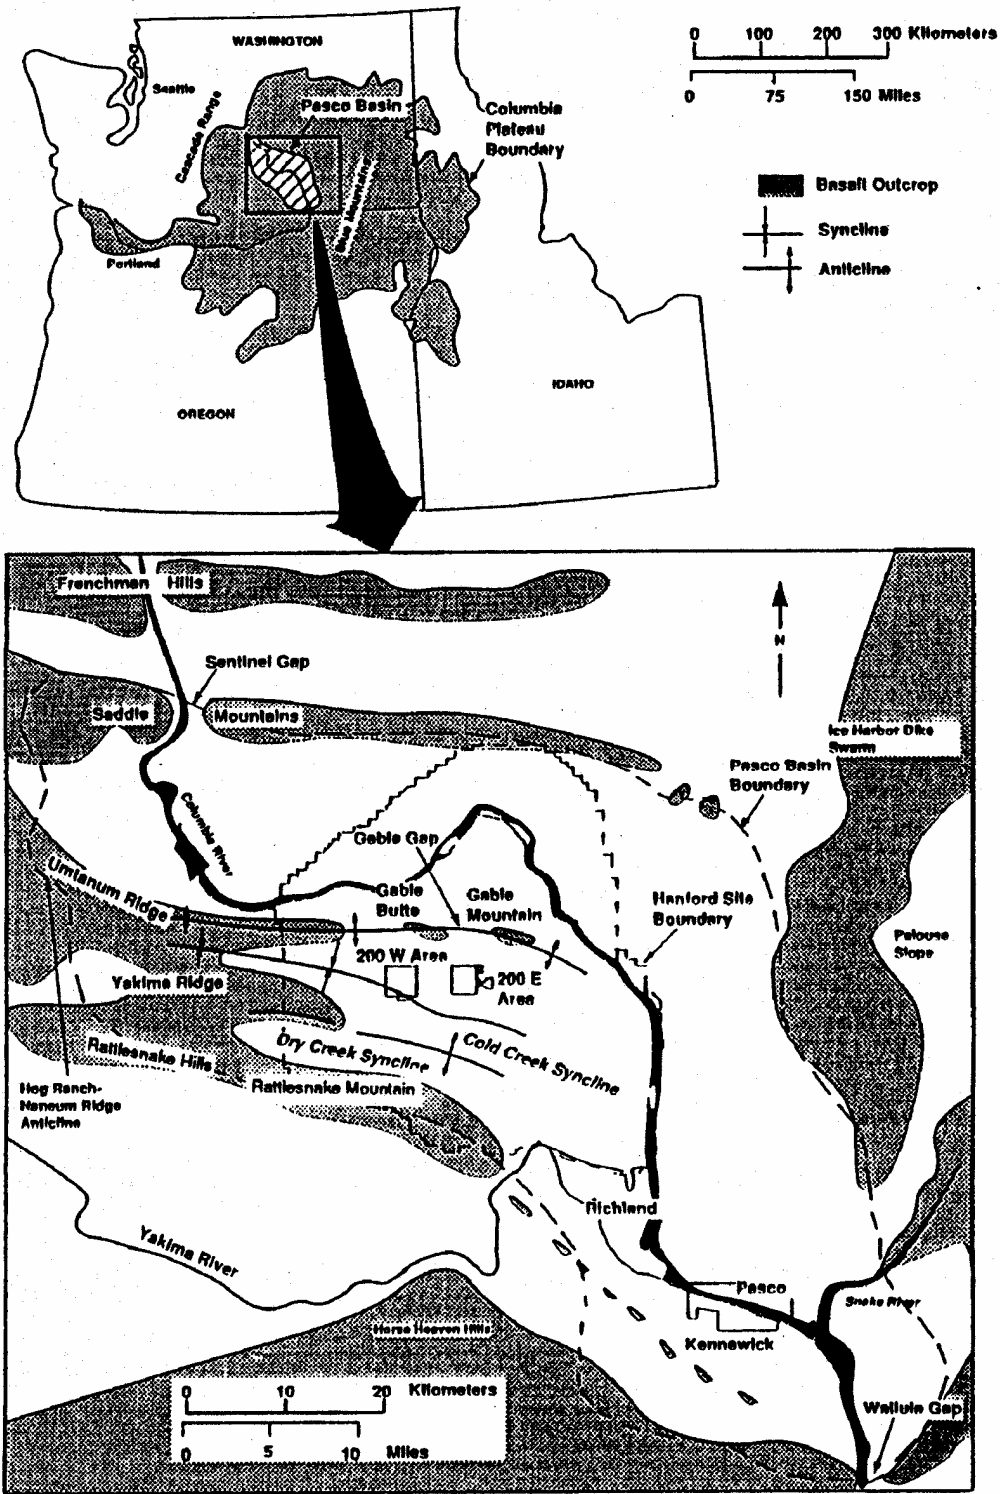 WASHINGTON
0 100 200 300 Kilometers
0 75 150 Miles
Seattle
Cascade Range
Pasco Basin
Columbia
Plateau
Boundary
Blue Mountains
Portland
Basalt Outcrop
Syncline
Anticline
IDAHO
OREGON
Frenchman Hills
Sentinel Gap
N
Saddle Mountains
Ice Harbor Dike
Swarm
Pasco Basin
Boundary
Columbia River
Gable Gap
Umtanum Ridge
Gable
Butte
Gable
Mountain
Hanford Site
Boundary
Palouse
Slope
200 W Area
200 E
Area
Yakima Ridge
Rattlesnake Hills
Dry Creek Syncline
Cold Creek Syncline
Rattlesnake Mountain
Hog Ranch-
Naneum Ridge
Anticline
Richland
Yakima River
Pasco
Snake River
Kennewick
Horse Heaven Hills
0 10 20 Kilometers
0 5 10 Miles
Wallula Gap